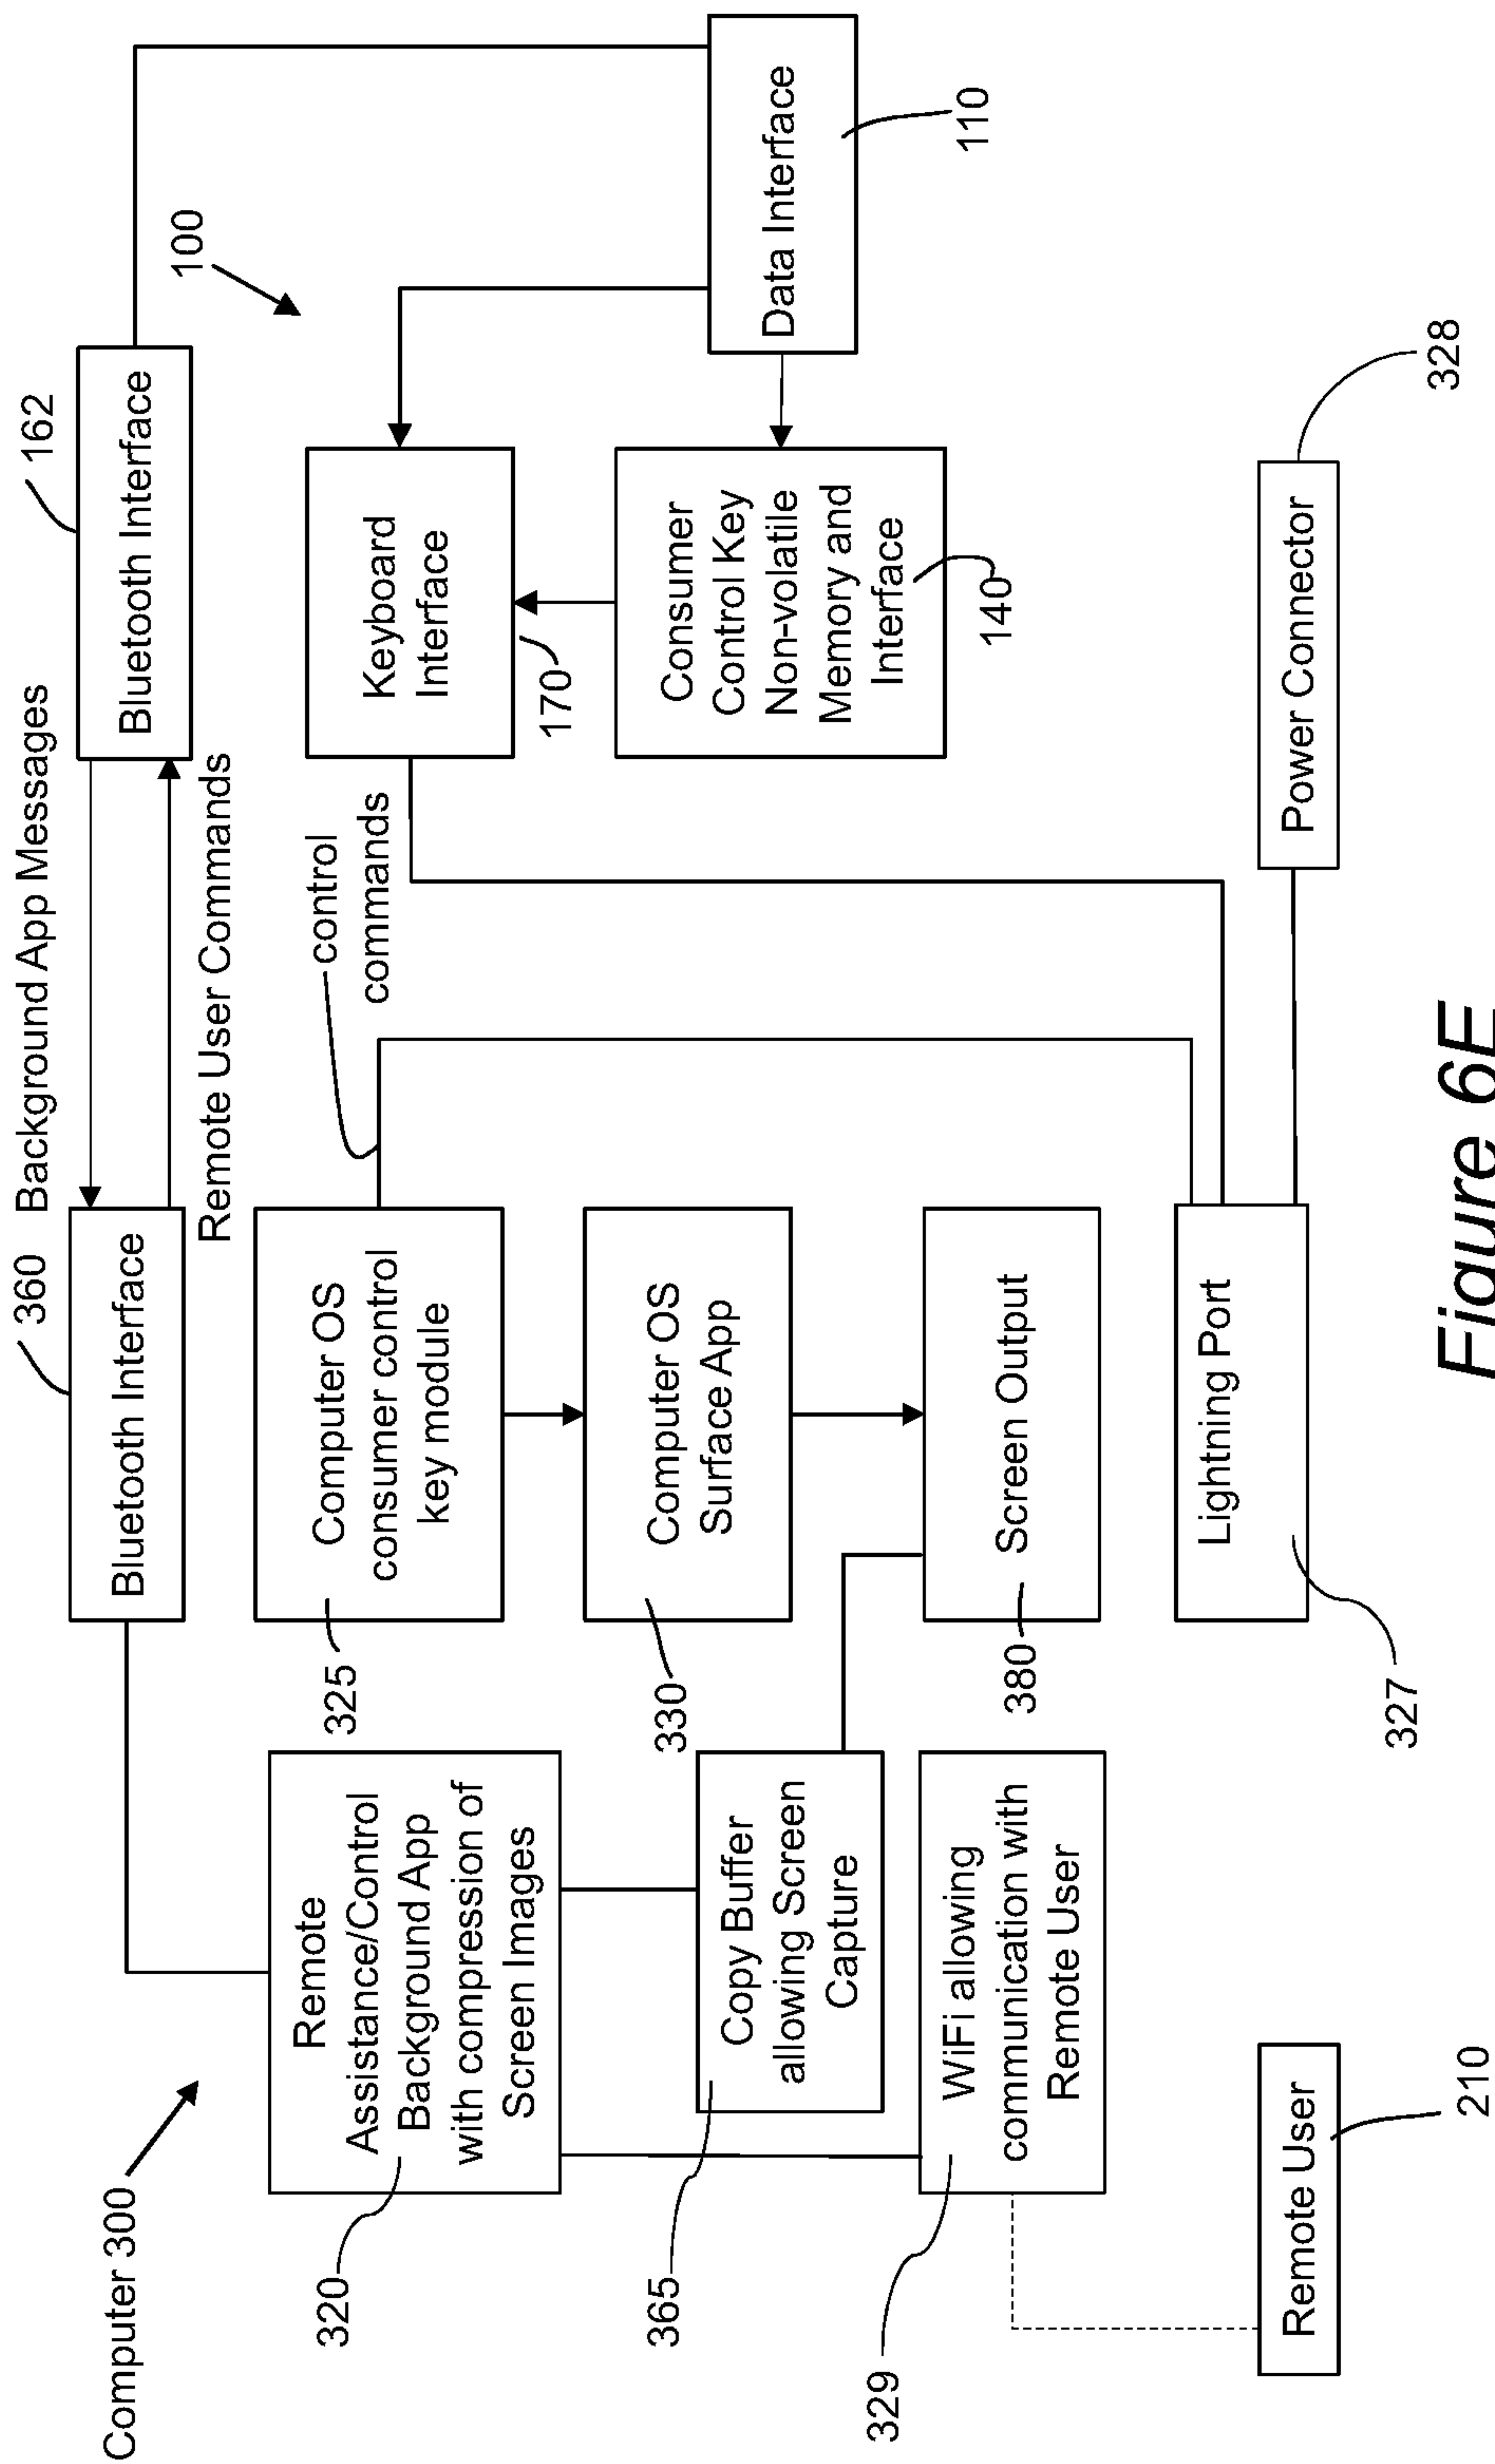 Computer 300
360
Background App Messages
162
Bluetooth Interface
Bluetooth Interface
Remote User Commands
100
Remote
Assistance/Control
Background App
with compression of
Screen Images
320
Computer OS
consumer control
key module
325
control
commands
Keyboard
Interface
170
Computer OS
Surface App
330
Consumer
Control Key
Non-volatile
Memory and
Interface
140
Data Interface
110
Copy Buffer
allowing Screen
Capture
365
Screen Output
380
WiFi allowing
communication with
Remote User
329
Lightning Port
327
Power Connector
328
Remote User
210
Figure 6E